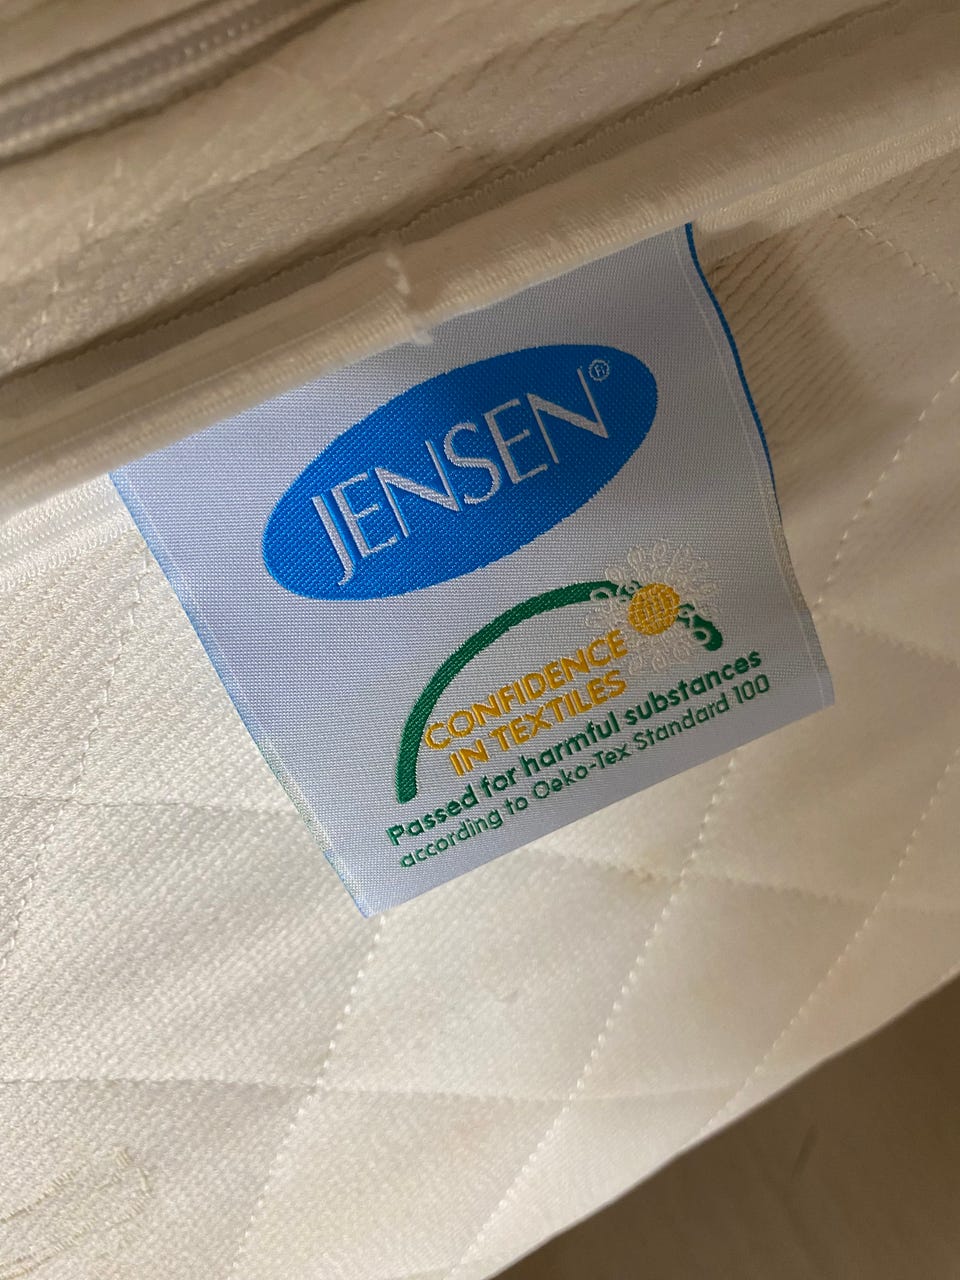 JENSEN®
CONFIDENCE
IN TEXTILES
Passed for harmful substances
according to Oeko-Tex Standard 100